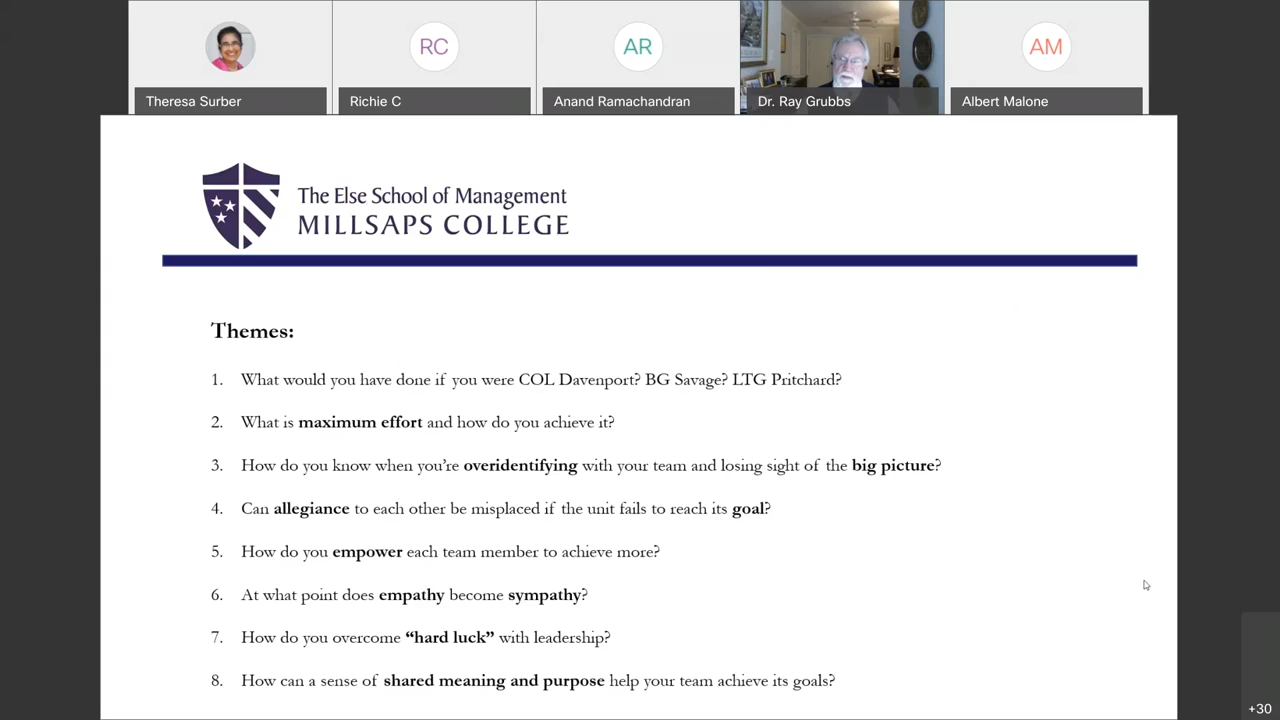 RC
AR
AM
Theresa Surber
Richie C
Anand Ramachandran
Dr. Ray Grubbs
Albert Malone
The Else School of Management
MILLSAPS COLLEGE
Themes:
1. What would you have done if you were COL Davenport? BG Savage? LTG Pritchard?
2. What is maximum effort and how do you achieve it?
3. How do you know when you're overidentifying with your team and losing sight of the big picture?
4. Can allegiance to each other be misplaced if the unit fails to reach its goal?
5. How do you empower each team member to achieve more?
6. At what point does empathy become sympathy?
7. How do you overcome “hard luck” with leadership?
8. How can a sense of shared meaning and purpose help your team achieve its goals?
+30